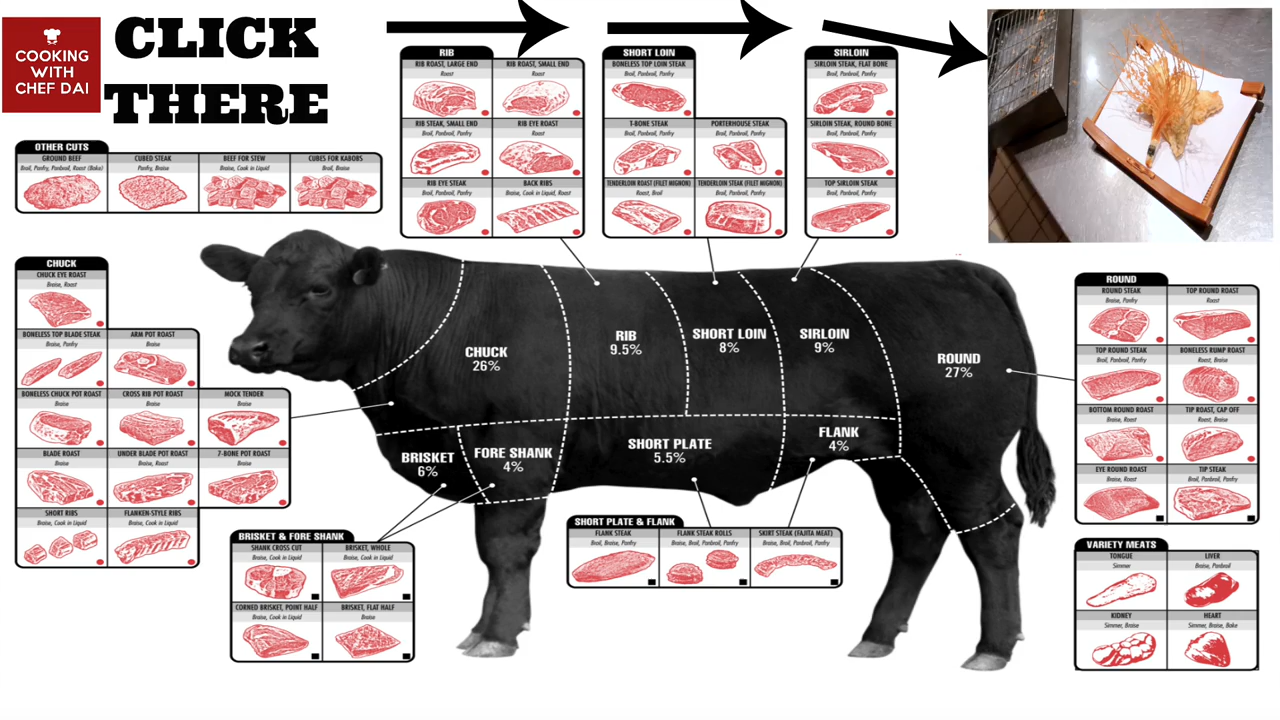 COOKING
WITH
CHEF DAI
CLICK
THERE
OTHER CUTS
GROUND BEEF
Broil, Panfry, Panbroil, Roast (Bake)
CUBED STEAK
Panfry, Braise
BEEF FOR STEW
Braise, Cook in Liquid
CUBES FOR KABOBS
Broil, Braise
RIB
RIB ROAST, LARGE END
Roast
RIB ROAST, SMALL END
Roast
RIB STEAK, SMALL END
Broil, Panbroil, Panfry
RIB EYE ROAST
Roast
RIB EYE STEAK
Broil, Panbroil, Panfry
BACK RIBS
Braise, Cook in Liquid, Roast
SHORT LOIN
BONELESS TOP LOIN STEAK
Broil, Panbroil, Panfry
T-BONE STEAK
Broil, Panbroil, Panfry
PORTERHOUSE STEAK
Broil, Panbroil, Panfry
TENDERLOIN ROAST (FILET MIGNON)
Roast, Broil
TENDERLOIN STEAK (FILET MIGNON)
Broil, Panbroil, Panfry
SIRLOIN
SIRLOIN STEAK, FLAT BONE
Broil, Panbroil, Panfry
SIRLOIN STEAK, ROUND BONE
Broil, Panbroil, Panfry
TOP SIRLOIN STEAK
Broil, Panbroil, Panfry
CHUCK
CHUCK EYE ROAST
Braise, Roast
BONELESS TOP BLADE STEAK
Braise, Panfry
ARM POT ROAST
Braise
BONELESS CHUCK POT ROAST
Braise
CROSS RIB POT ROAST
Braise
MOCK TENDER
Braise
BLADE ROAST
Braise
UNDER BLADE POT ROAST
Braise, Roast
7-BONE POT ROAST
Braise
SHORT RIBS
Braise, Cook in Liquid
FLANKEN-STYLE RIBS
Braise, Cook in Liquid
CHUCK
26%
RIB
9.5%
SHORT LOIN
8%
SIRLOIN
9%
ROUND
27%
BRISKET
6%
FORE SHANK
4%
SHORT PLATE
5.5%
FLANK
4%
ROUND
ROUND STEAK
Braise, Panfry
TOP ROUND ROAST
Roast
TOP ROUND STEAK
Broil, Panbroil, Panfry
BONELESS RUMP ROAST
Roast, Braise
BOTTOM ROUND ROAST
Braise, Roast
TIP ROAST, CAP OFF
Roast, Braise
EYE ROUND ROAST
Braise, Roast
TIP STEAK
Broil, Panbroil, Panfry
BRISKET & FORE SHANK
SHANK CROSS CUT
Braise, Cook in Liquid
BRISKET, WHOLE
Braise, Cook in Liquid
CORNED BRISKET, POINT HALF
Braise, Cook in Liquid
BRISKET, FLAT HALF
Braise
SHORT PLATE & FLANK
FLANK STEAK
Broil, Braise, Panfry
FLANK STEAK ROLLS
Braise, Broil, Panbroil, Panfry
SKIRT STEAK (FAJITA MEAT)
Braise, Broil, Panbroil, Panfry
VARIETY MEATS
TONGUE
Simmer
LIVER
Braise, Panbroil
KIDNEY
Simmer, Braise
HEART
Simmer, Braise, Bake